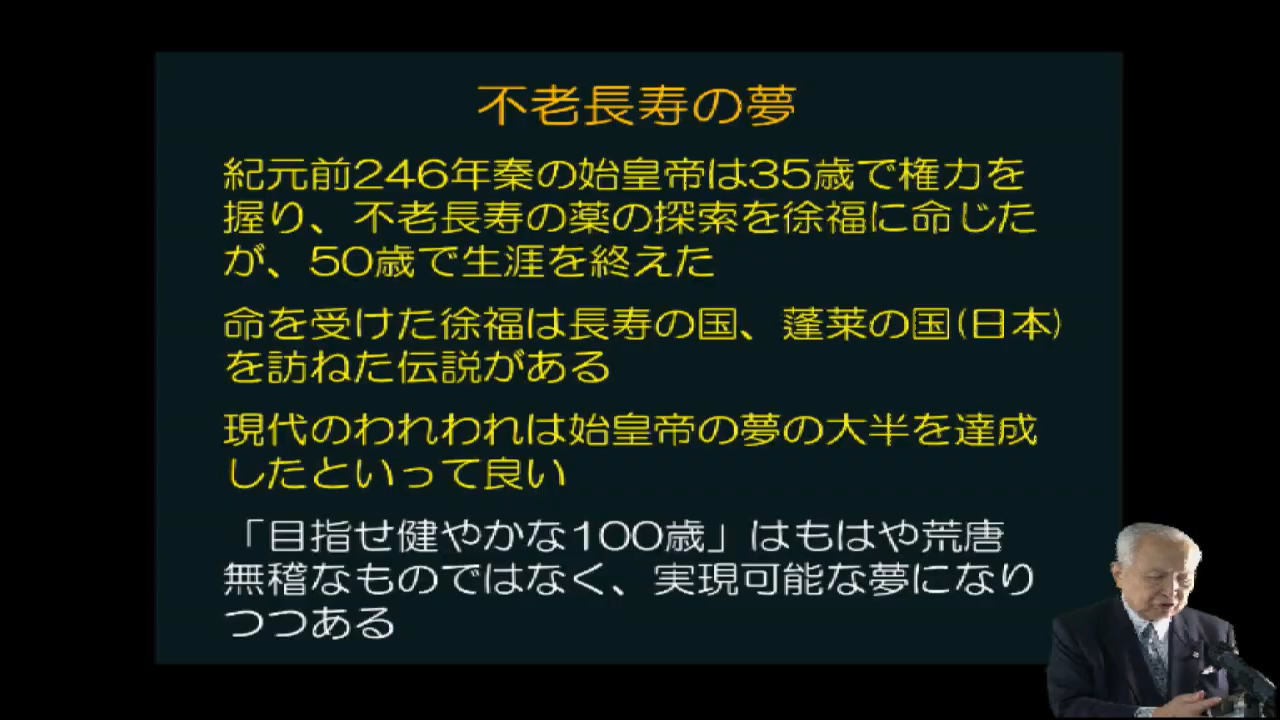 不老長寿の夢
紀元前246年秦の始皇帝は35歳で権力を
握り、不老長寿の薬の探索を徐福に命じた
が、50歳で生涯を終えた
命を受けた徐福は長寿の国、蓬莱の国(日本)
を訪ねた伝説がある
現代のわれわれは始皇帝の夢の大半を達成
したといって良い
「目指せ健やかな100歳」はもはや荒唐
無稽なものではなく、実現可能な夢になり
つつある